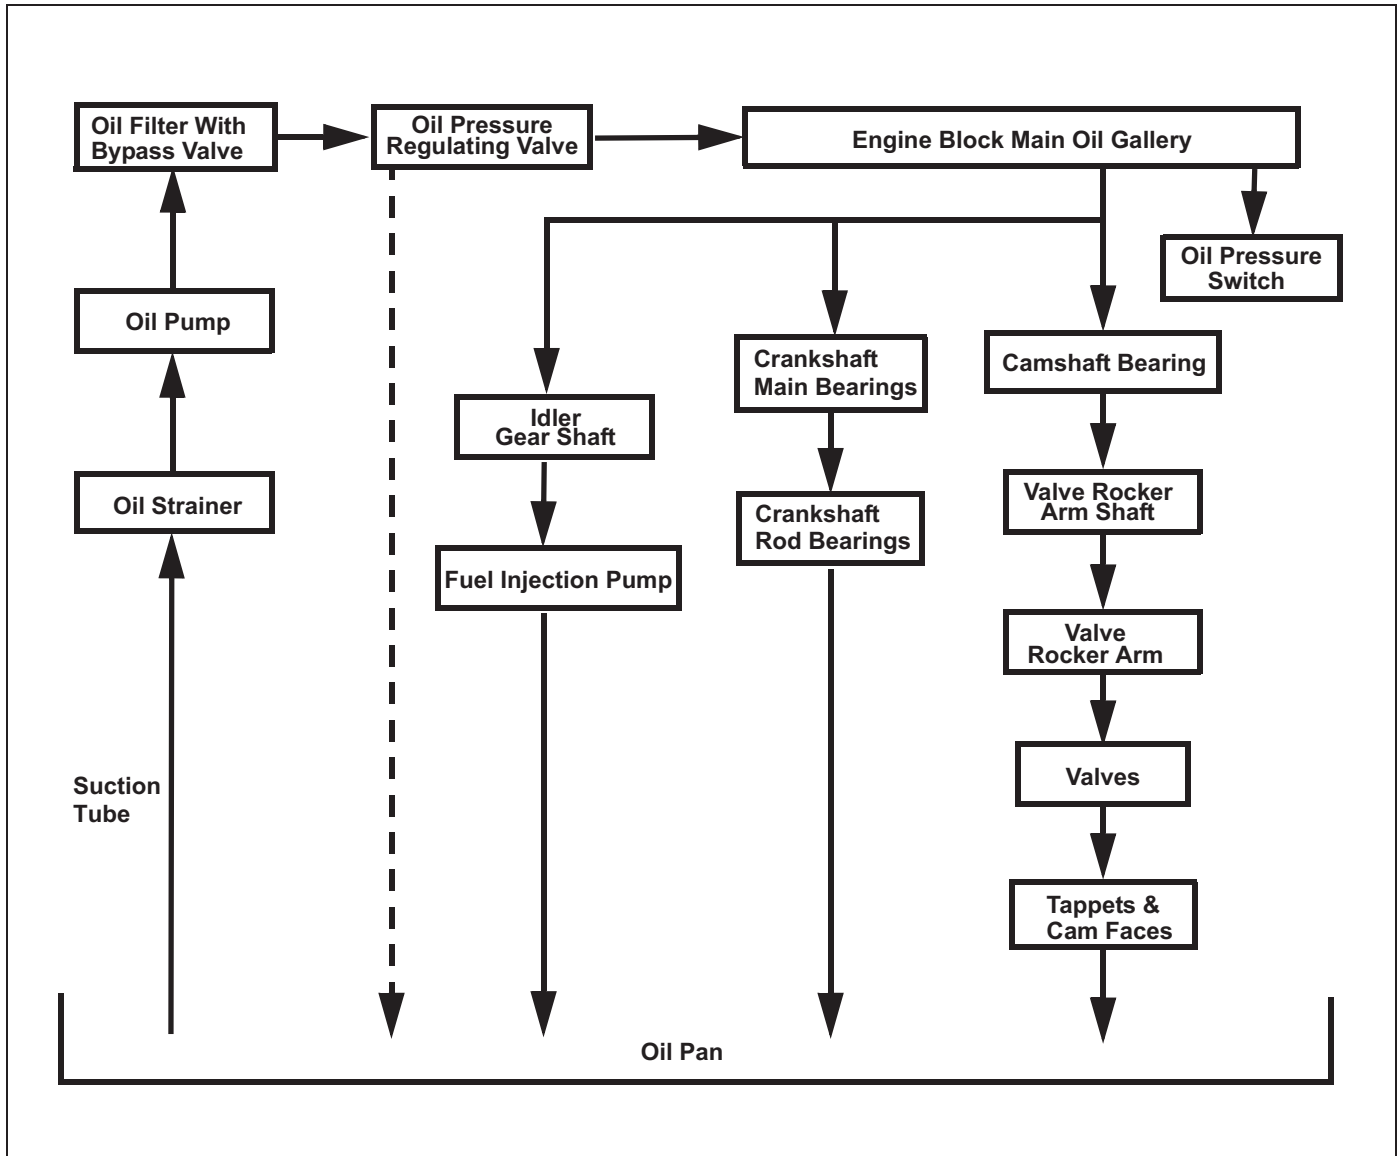 Oil Filter With
Bypass Valve
Oil Pressure
Regulating Valve
Engine Block Main Oil Gallery
Oil Pressure
Switch
Oil Pump
Crankshaft
Main Bearings
Camshaft Bearing
Idler
Gear Shaft
Oil Strainer
Crankshaft
Rod Bearings
Valve Rocker
Arm Shaft
Fuel Injection Pump
Valve
Rocker Arm
Suction
Tube
Valves
Tappets &
Cam Faces
Oil Pan